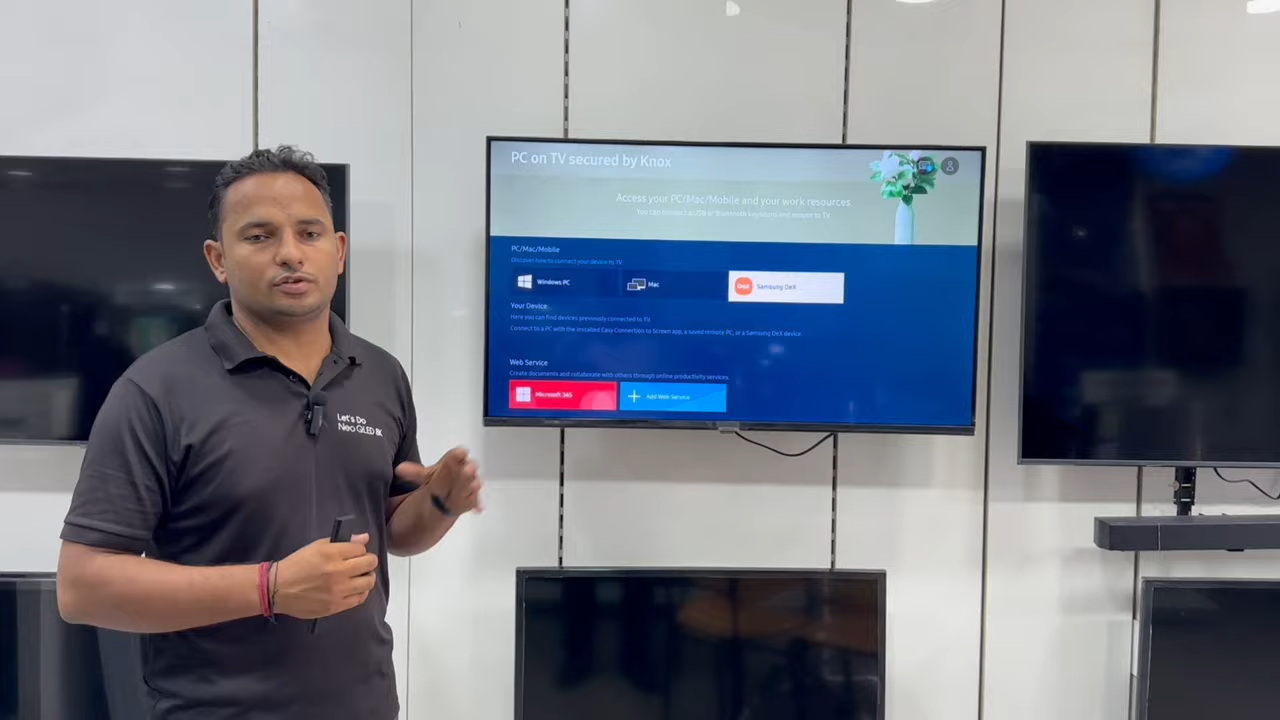 PC on TV secured by Knox
Access your PC/Mac/Mobile and your work resources.
You can connect a USB or Bluetooth keyboard and mouse to TV.
PC/Mac/Mobile
Discover how to connect your device to TV.
Windows PC
Mac
DeX
Samsung DeX
Your Device
Here you can find devices previously connected to TV.
Connect to a PC with the installed Easy Connection to Screen app, a saved remote PC, or a Samsung DeX device.
Web Service
Create documents and collaborate with others through online productivity services.
Microsoft 365
Add Web Service
Let's Do
Neo QLED 8K